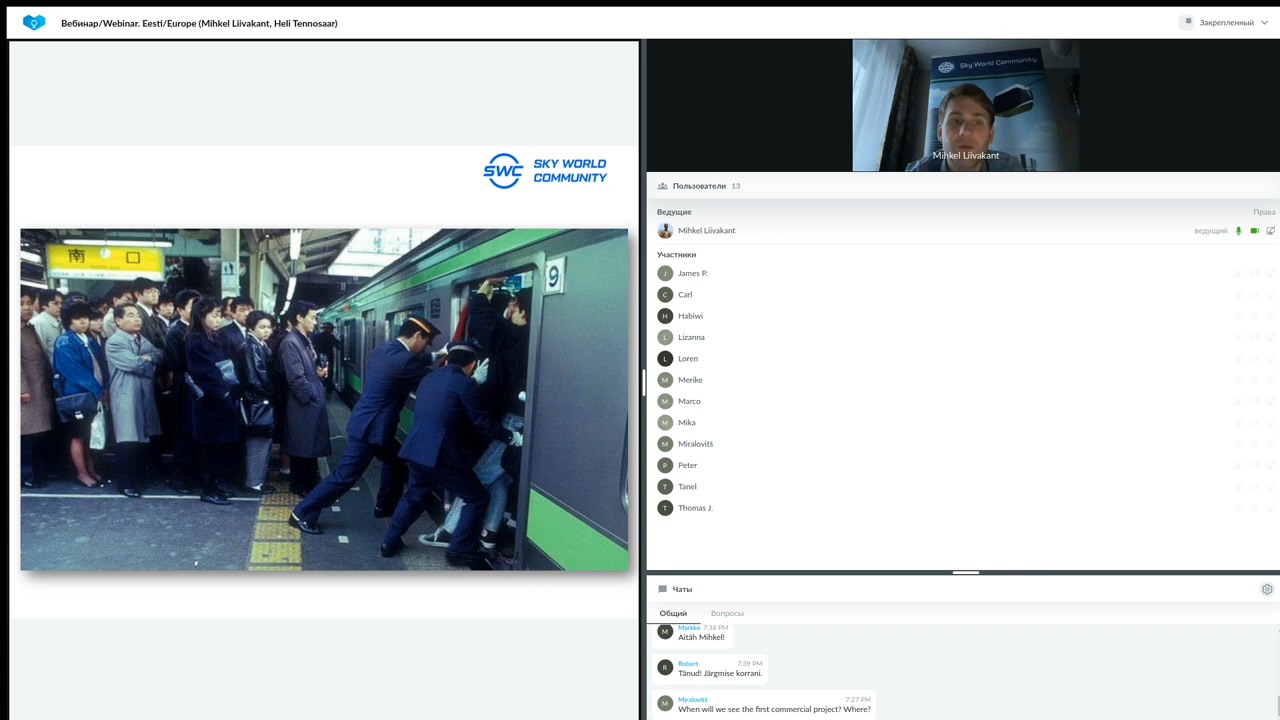 Вебинар/Webinar. Eesti/Europe (Mihkel Liivakant, Heli Tennosaar)
Закрепленный
SWC SKY WORLD
COMMUNITY
南 口
9
Sky World Community
Mihkel Liivakant
Пользователи 13
Ведущие Права
Mihkel Liivakant ведущий
Участники
J James P.
C Carl
H Habiwi
L Lizanna
L Loren
M Merike
M Marco
M Mika
M Miralovitš
P Peter
T Tanel
T Thomas J.
Чаты
Общий Вопросы
M Markko 7:38 PM
Aitäh Mihkel!
R Robert 7:39 PM
Tänud! Järgmise korrani.
M Miralovitš 7:27 PM
When will we see the first commercial project? Where?